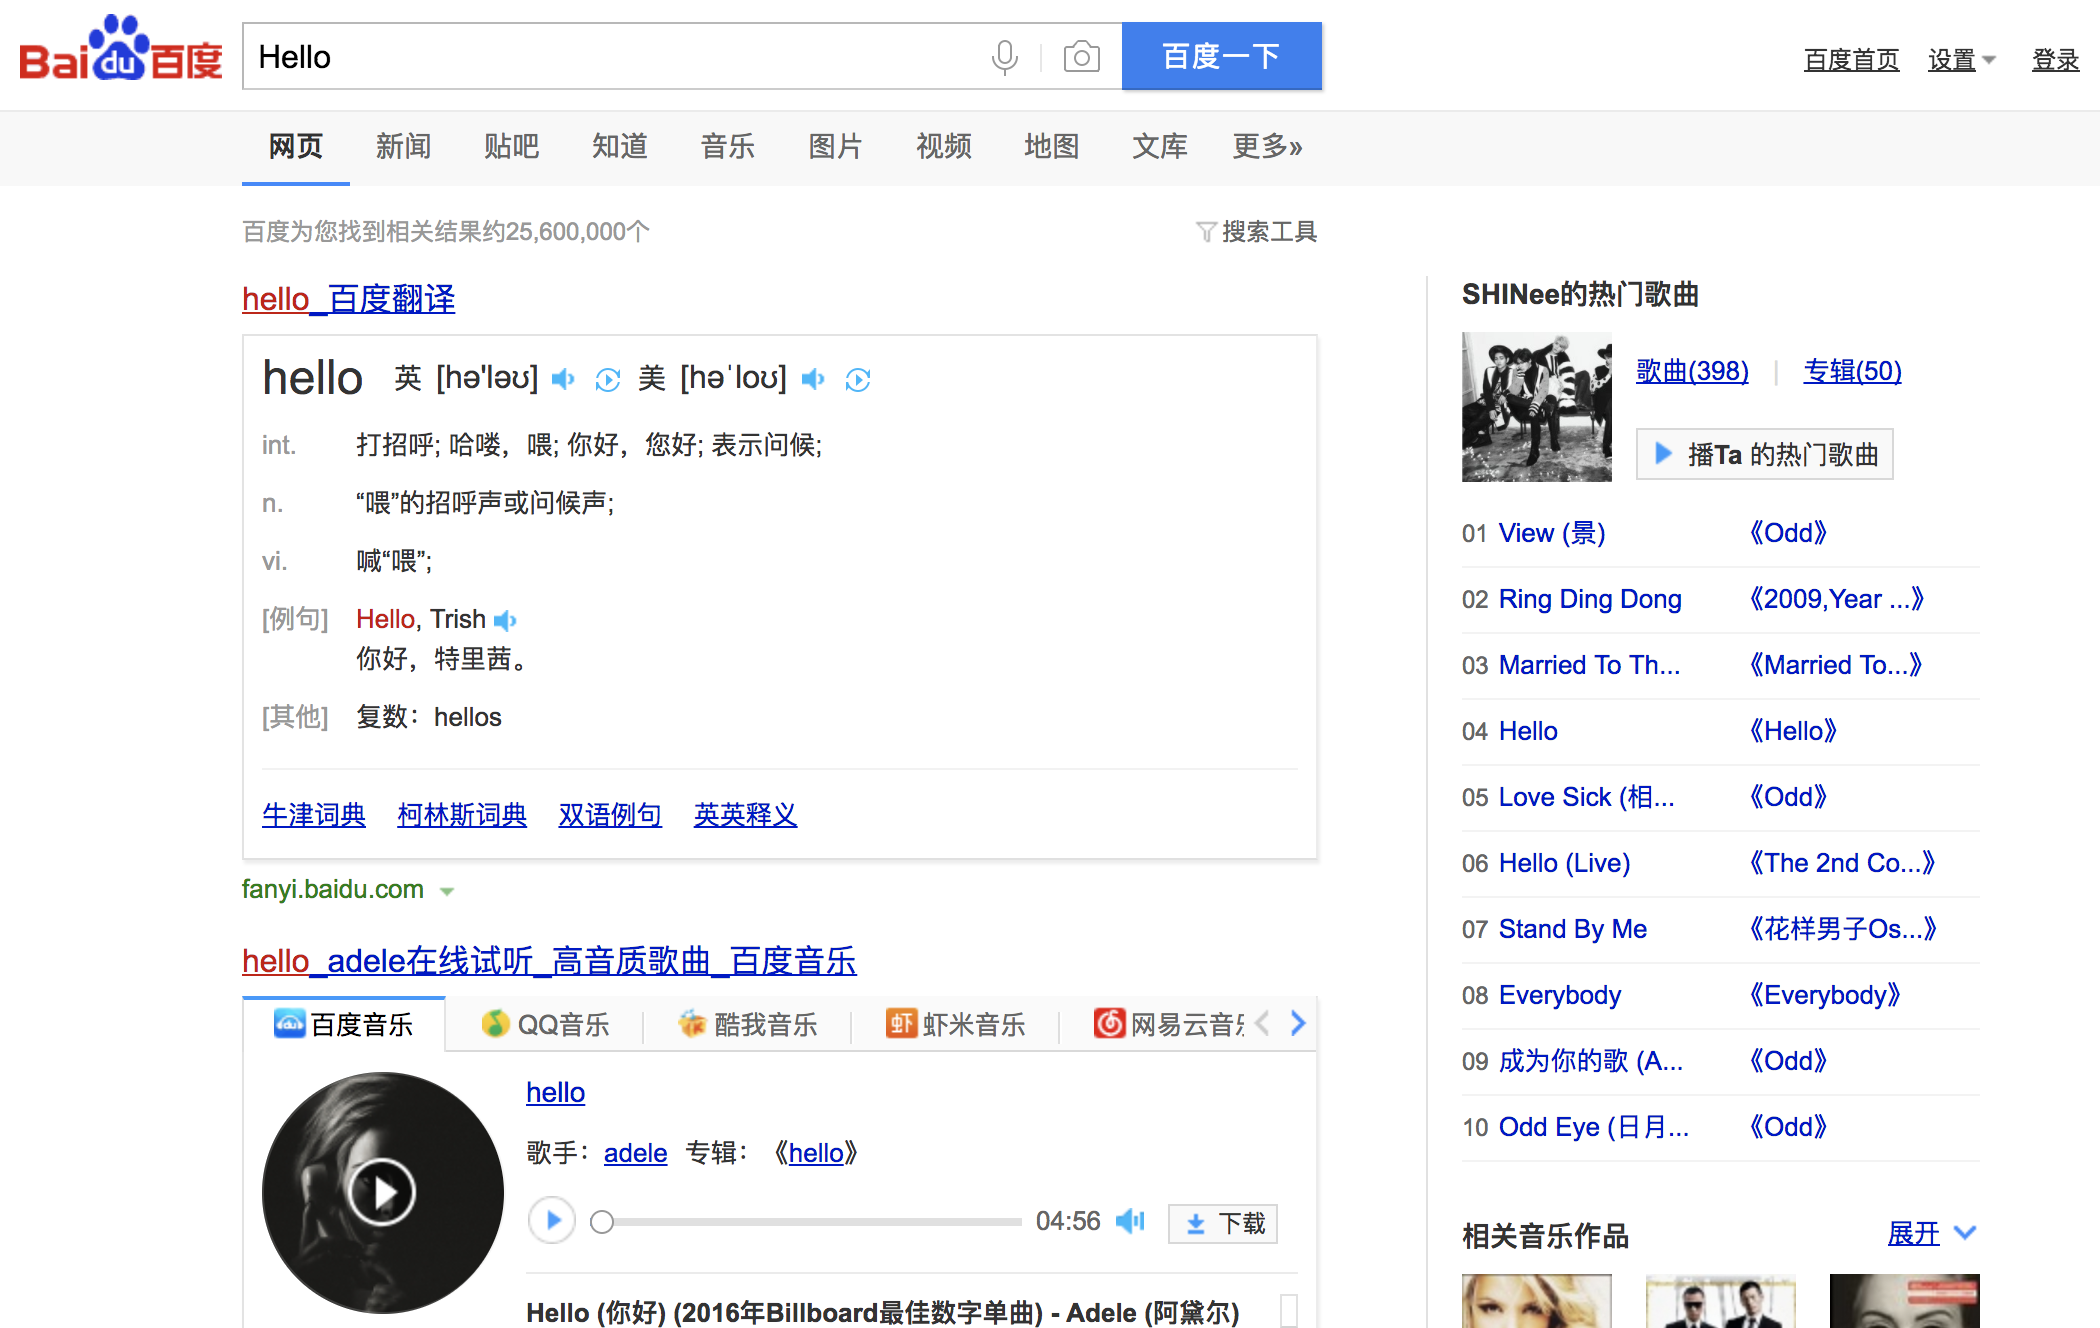 Bai du 百度
Hello
百度一下
百度首页 设置 登录
网页 新闻 贴吧 知道 音乐 图片 视频 地图 文库 更多»
百度为您找到相关结果约25,600,000个
搜索工具
hello_百度翻译
hello 英 [hə'ləʊ] 美 [həˈloʊ]
int. 打招呼; 哈喽，喂; 你好，您好; 表示问候;
n. “喂”的招呼声或问候声;
vi. 喊“喂”;
[例句] Hello, Trish
你好，特里茜。
[其他] 复数：hellos
牛津词典 柯林斯词典 双语例句 英英释义
fanyi.baidu.com
hello_adele在线试听_高音质歌曲_百度音乐
百度音乐 QQ音乐 酷我音乐 虾 虾米音乐 网易云音乐
hello
歌手：adele 专辑：《hello》
04:56 下载
Hello (你好) (2016年Billboard最佳数字单曲) - Adele (阿黛尔)
SHINee的热门歌曲
歌曲(398) | 专辑(50)
播Ta 的热门歌曲
01 View (景) 《Odd》
02 Ring Ding Dong 《2009,Year ...》
03 Married To Th... 《Married To...》
04 Hello 《Hello》
05 Love Sick (相... 《Odd》
06 Hello (Live) 《The 2nd Co...》
07 Stand By Me 《花样男子Os...》
08 Everybody 《Everybody》
09 成为你的歌 (A... 《Odd》
10 Odd Eye (日月... 《Odd》
相关音乐作品 展开